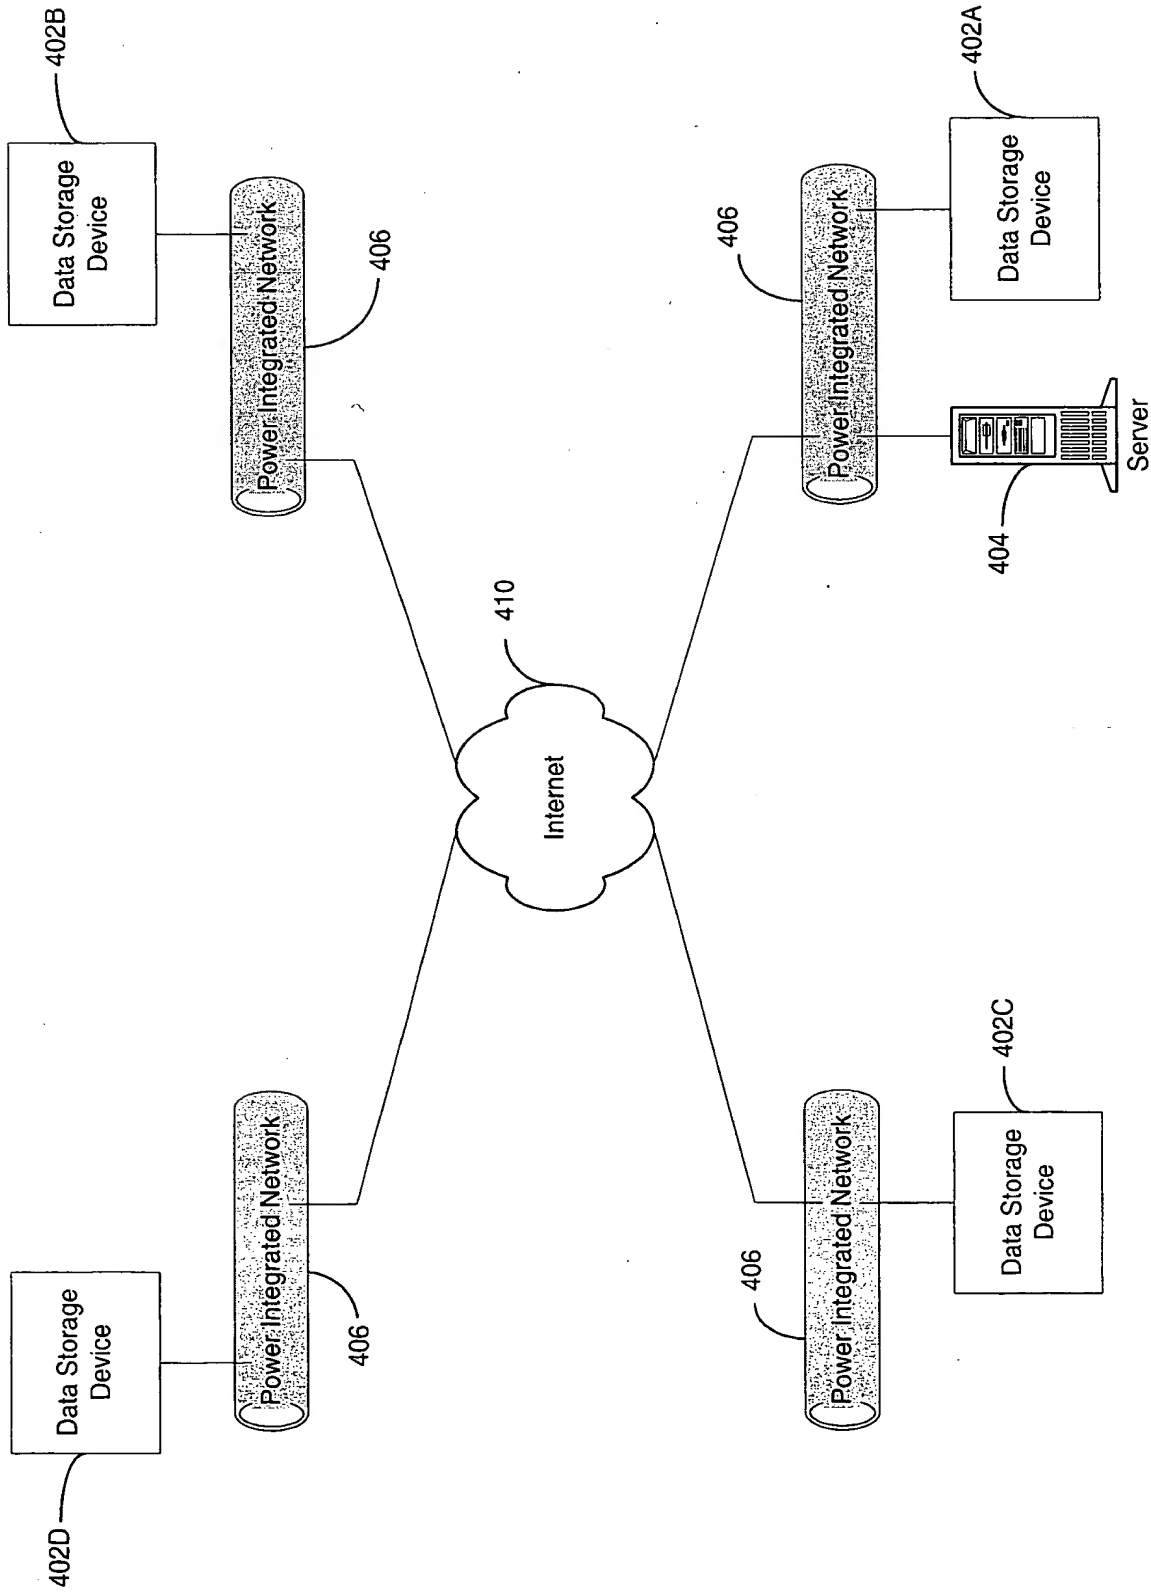 402D
Data Storage
Device
Data Storage
Device
402B
Power Integrated Network
Power Integrated Network
406
406
410
Internet
406
406
Power Integrated Network
Power Integrated Network
402C
404
402A
Data Storage
Device
Data Storage
Device
Server